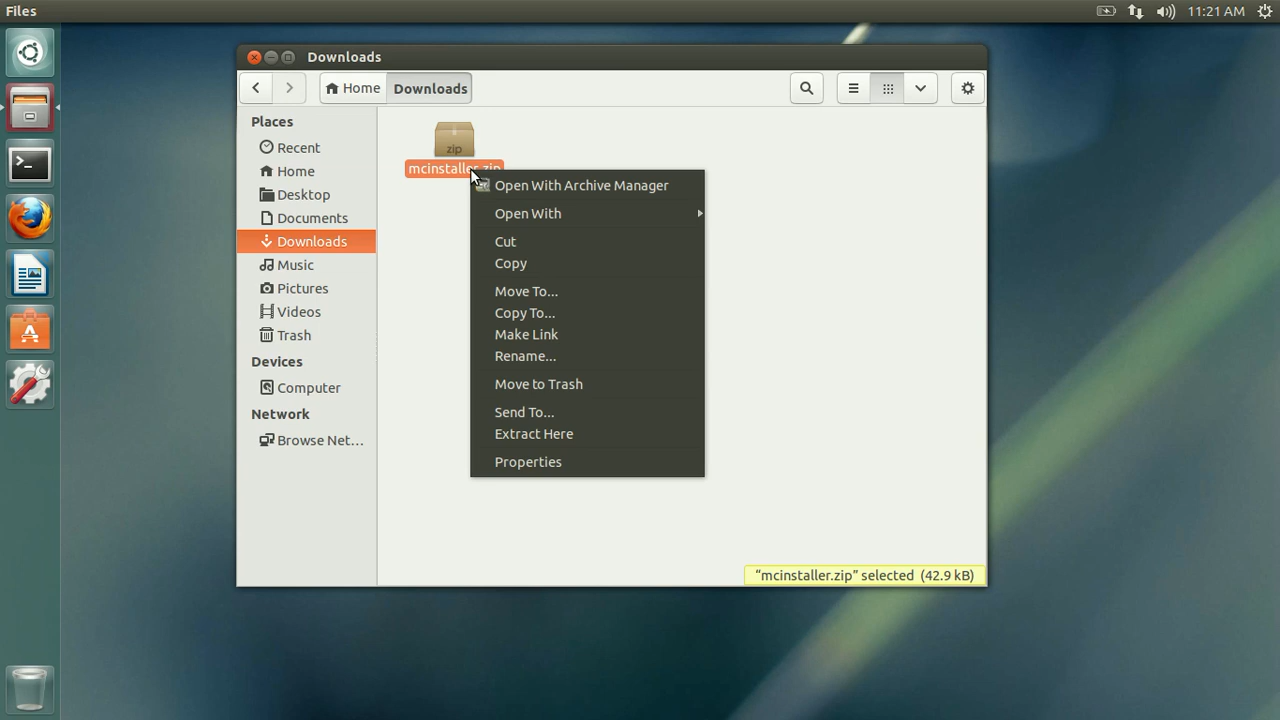 Files
11:21 AM
Downloads
Home
Downloads
Places
Recent
Home
Desktop
Documents
Downloads
Music
Pictures
Videos
Trash
Devices
Computer
Network
Browse Net...
zip
mcinstaller.zip
Open With Archive Manager
Open With
Cut
Copy
Move To...
Copy To...
Make Link
Rename...
Move to Trash
Send To...
Extract Here
Properties
“mcinstaller.zip” selected (42.9 kB)